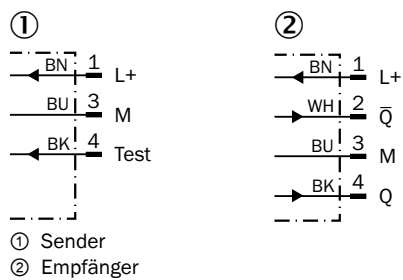 ① ②
BN 1 L+
BU 3 M
BK 4 Test
BN 1 L+
WH 2 Q̅
BU 3 M
BK 4 Q
① Sender
② Empfänger